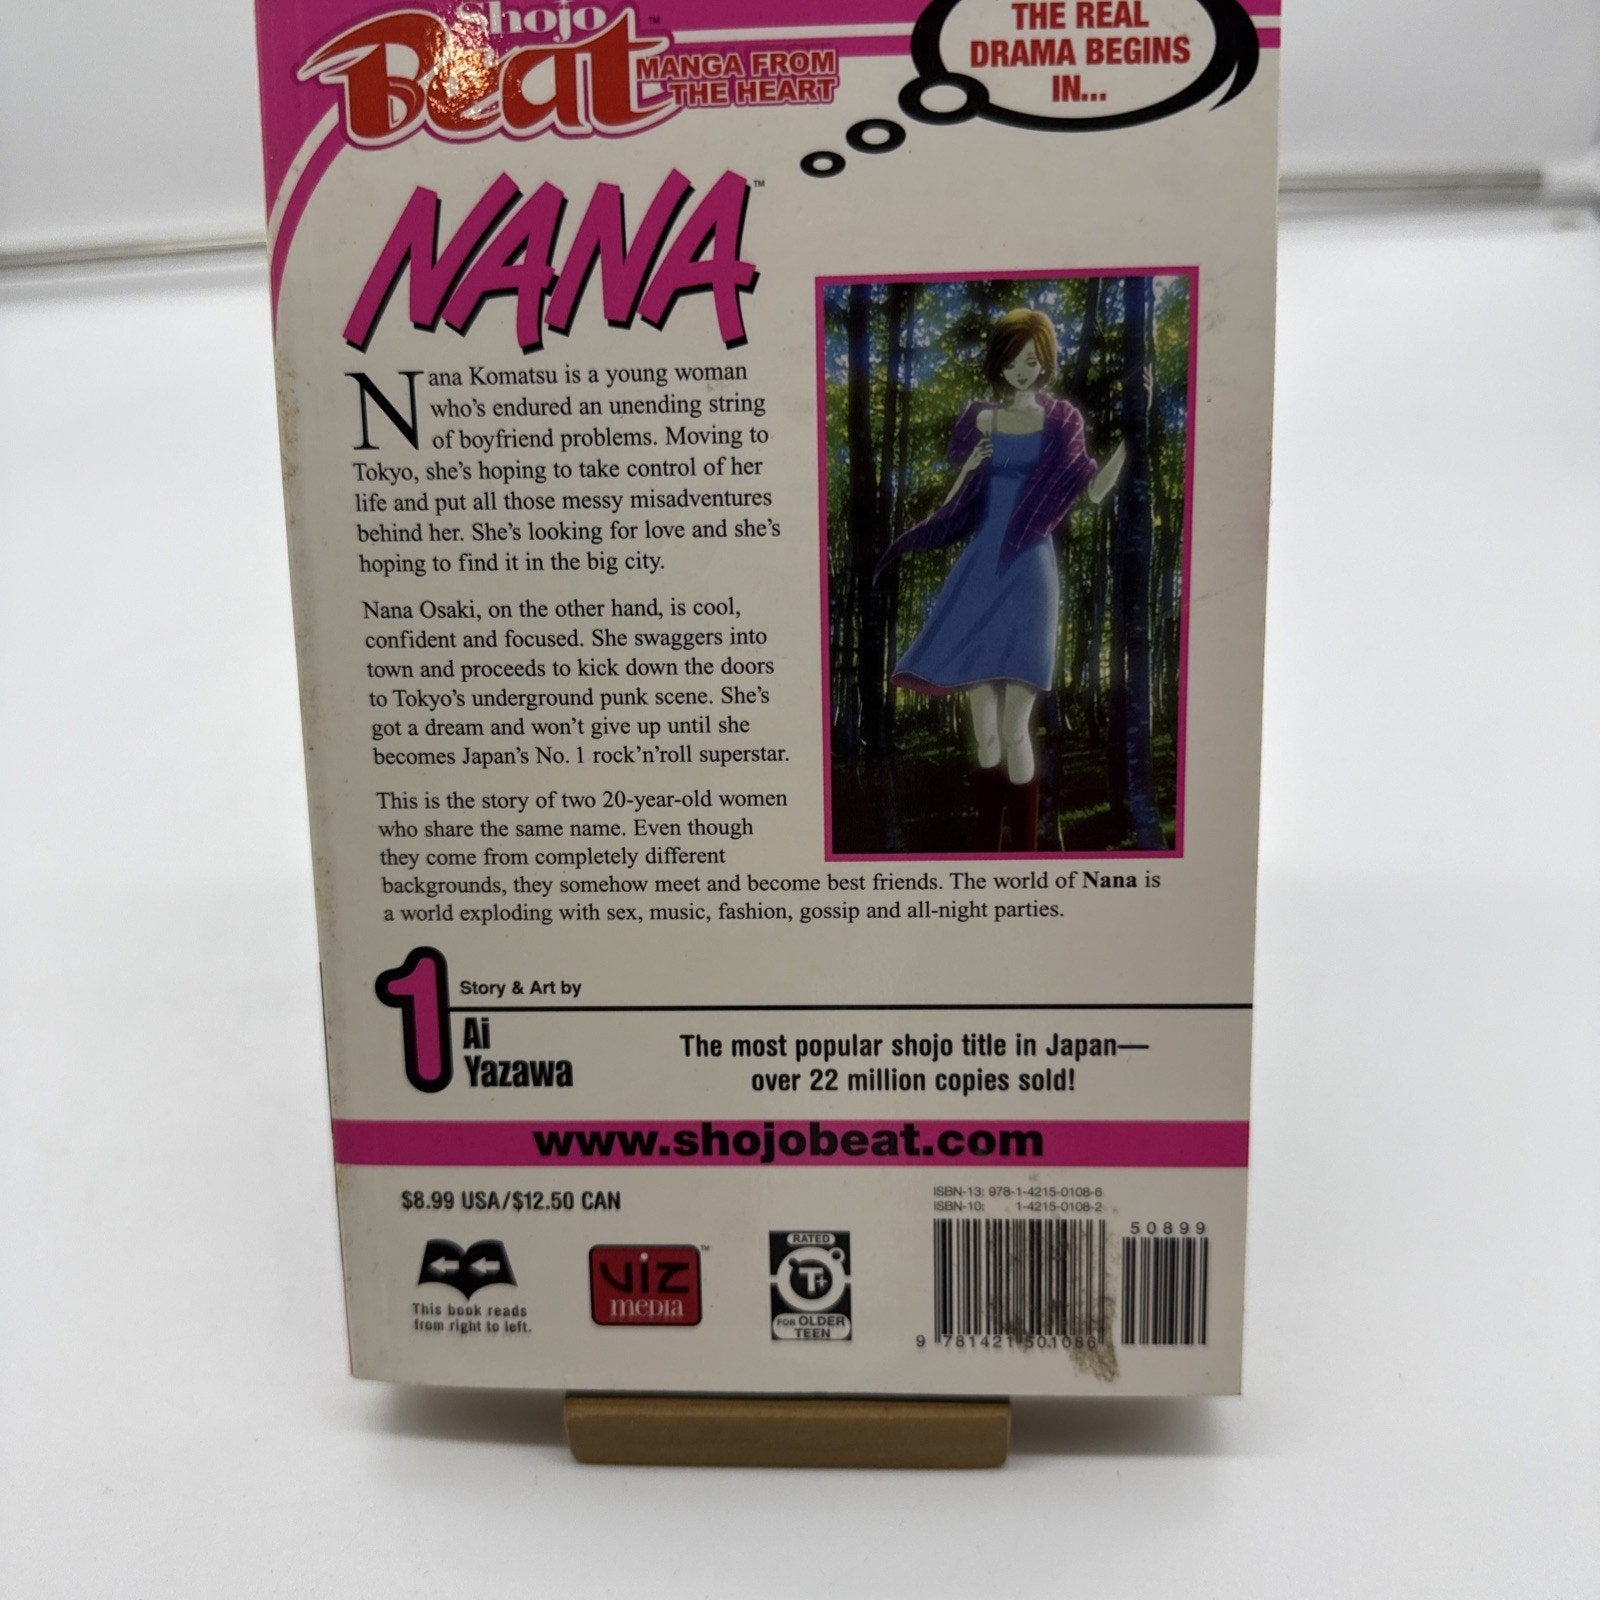 Shojo
Beat™
MANGA FROM
THE HEART
THE REAL
DRAMA BEGINS
IN...
NANA™
Nana Komatsu is a young woman
who's endured an unending string
of boyfriend problems. Moving to
Tokyo, she's hoping to take control of her
life and put all those messy misadventures
behind her. She's looking for love and she's
hoping to find it in the big city.
Nana Osaki, on the other hand, is cool,
confident and focused. She swaggers into
town and proceeds to kick down the doors
to Tokyo's underground punk scene. She's
got a dream and won't give up until she
becomes Japan's No. 1 rock'n'roll superstar.
This is the story of two 20-year-old women
who share the same name. Even though
they come from completely different
backgrounds, they somehow meet and become best friends. The world of Nana is
a world exploding with sex, music, fashion, gossip and all-night parties.
1
Story & Art by
Ai
Yazawa
The most popular shojo title in Japan—
over 22 million copies sold!
www.shojobeat.com
$8.99 USA/$12.50 CAN
ISBN-13: 978-1-4215-0108-6
ISBN-10: 1-4215-0108-2
50899
This book reads
from right to left.
VIZ
MEDIA™
RATED
T+
FOR OLDER
TEEN
9 781421 501086